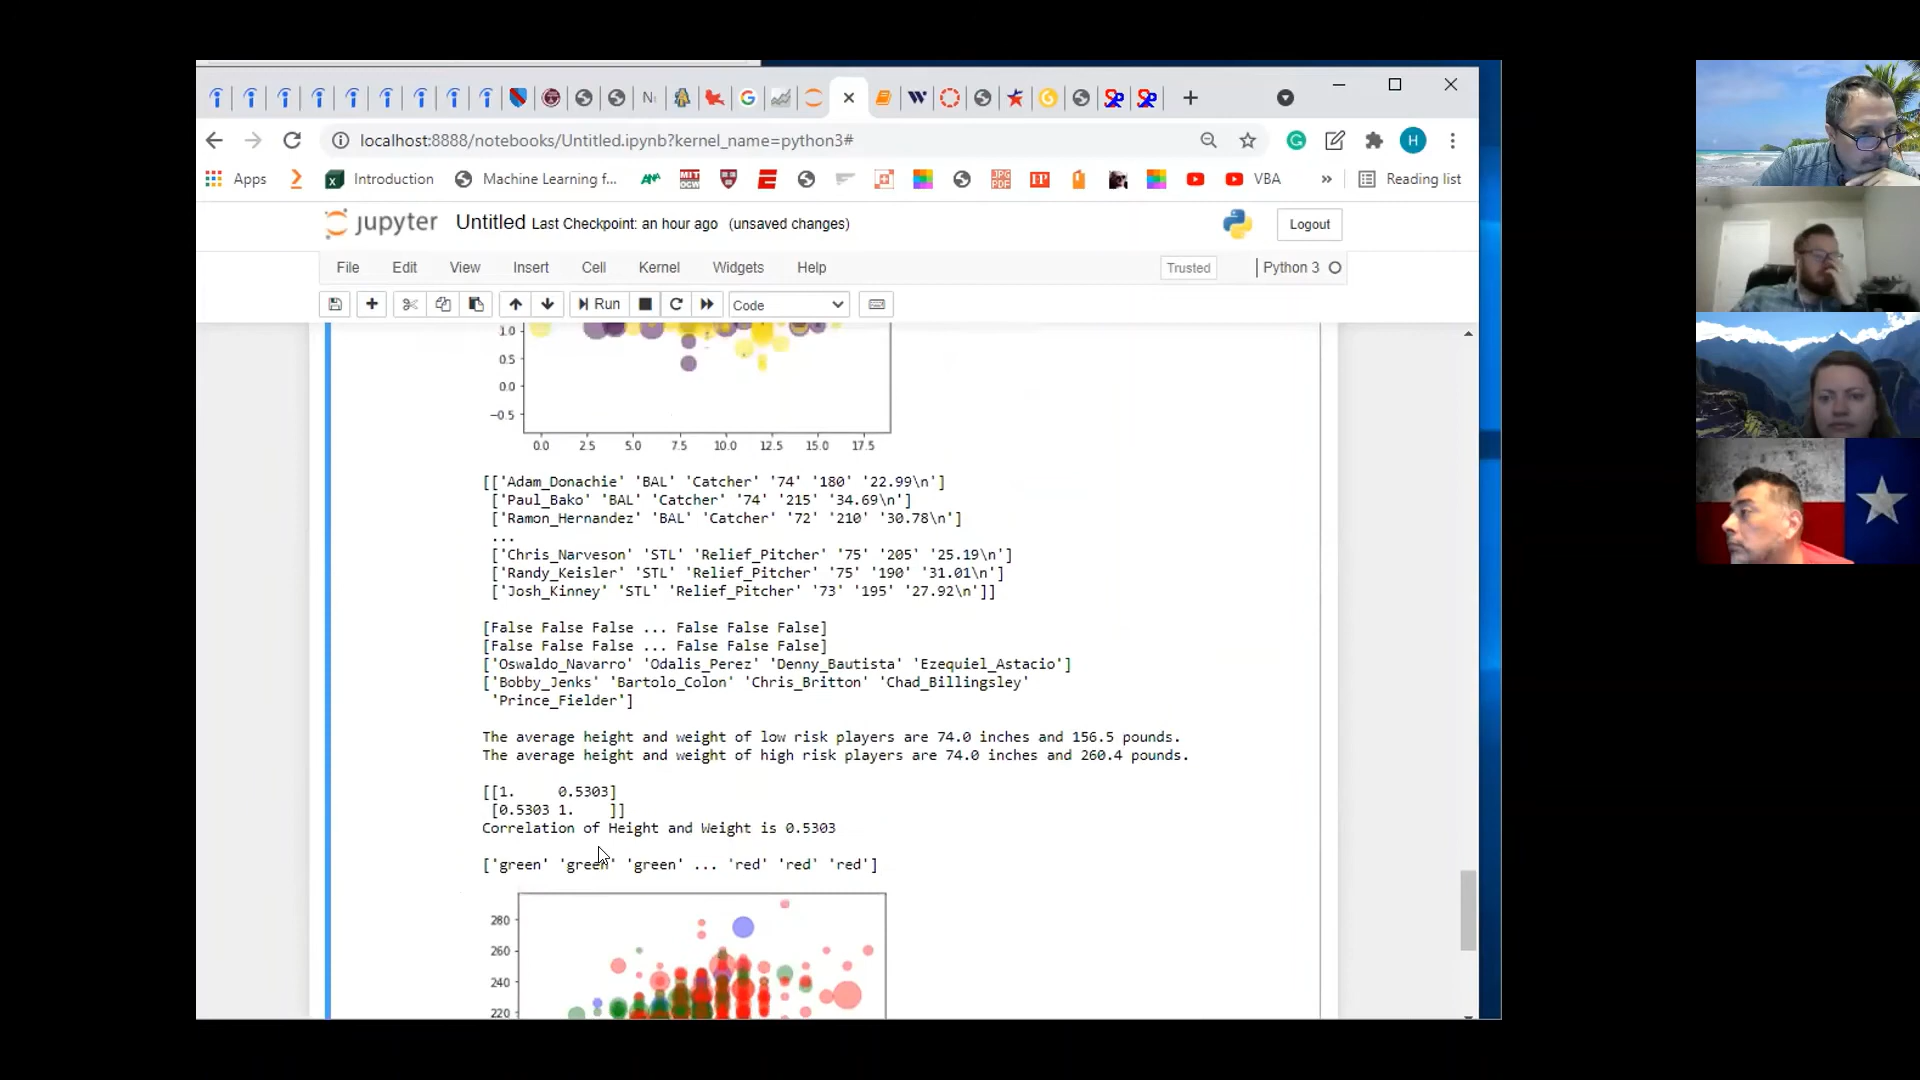 localhost:8888/notebooks/Untitled.ipynb?kernel_name=python3#
H
Apps
Introduction
Machine Learning f...
VBA
»
Reading list
jupyter
Untitled Last Checkpoint: an hour ago (unsaved changes)
Logout
File Edit View Insert Cell Kernel Widgets Help
Trusted
Python 3
Run
Code
1.0
0.5
0.0
−0.5
0.0 2.5 5.0 7.5 10.0 12.5 15.0 17.5
[['Adam_Donachie' 'BAL' 'Catcher' '74' '180' '22.99\n']
['Paul_Bako' 'BAL' 'Catcher' '74' '215' '34.69\n']
['Ramon_Hernandez' 'BAL' 'Catcher' '72' '210' '30.78\n']
...
['Chris_Narveson' 'STL' 'Relief_Pitcher' '75' '205' '25.19\n']
['Randy_Keisler' 'STL' 'Relief_Pitcher' '75' '190' '31.01\n']
['Josh_Kinney' 'STL' 'Relief_Pitcher' '73' '195' '27.92\n']]
[False False False ... False False False]
[False False False ... False False False]
['Oswaldo_Navarro' 'Odalis_Perez' 'Denny_Bautista' 'Ezequiel_Astacio']
['Bobby_Jenks' 'Bartolo_Colon' 'Chris_Britton' 'Chad_Billingsley'
'Prince_Fielder']
The average height and weight of low risk players are 74.0 inches and 156.5 pounds.
The average height and weight of high risk players are 74.0 inches and 260.4 pounds.
[[1. 0.5303]
[0.5303 1. ]]
Correlation of Height and Weight is 0.5303
['green' 'green' 'green' ... 'red' 'red' 'red']
280
260
240
220